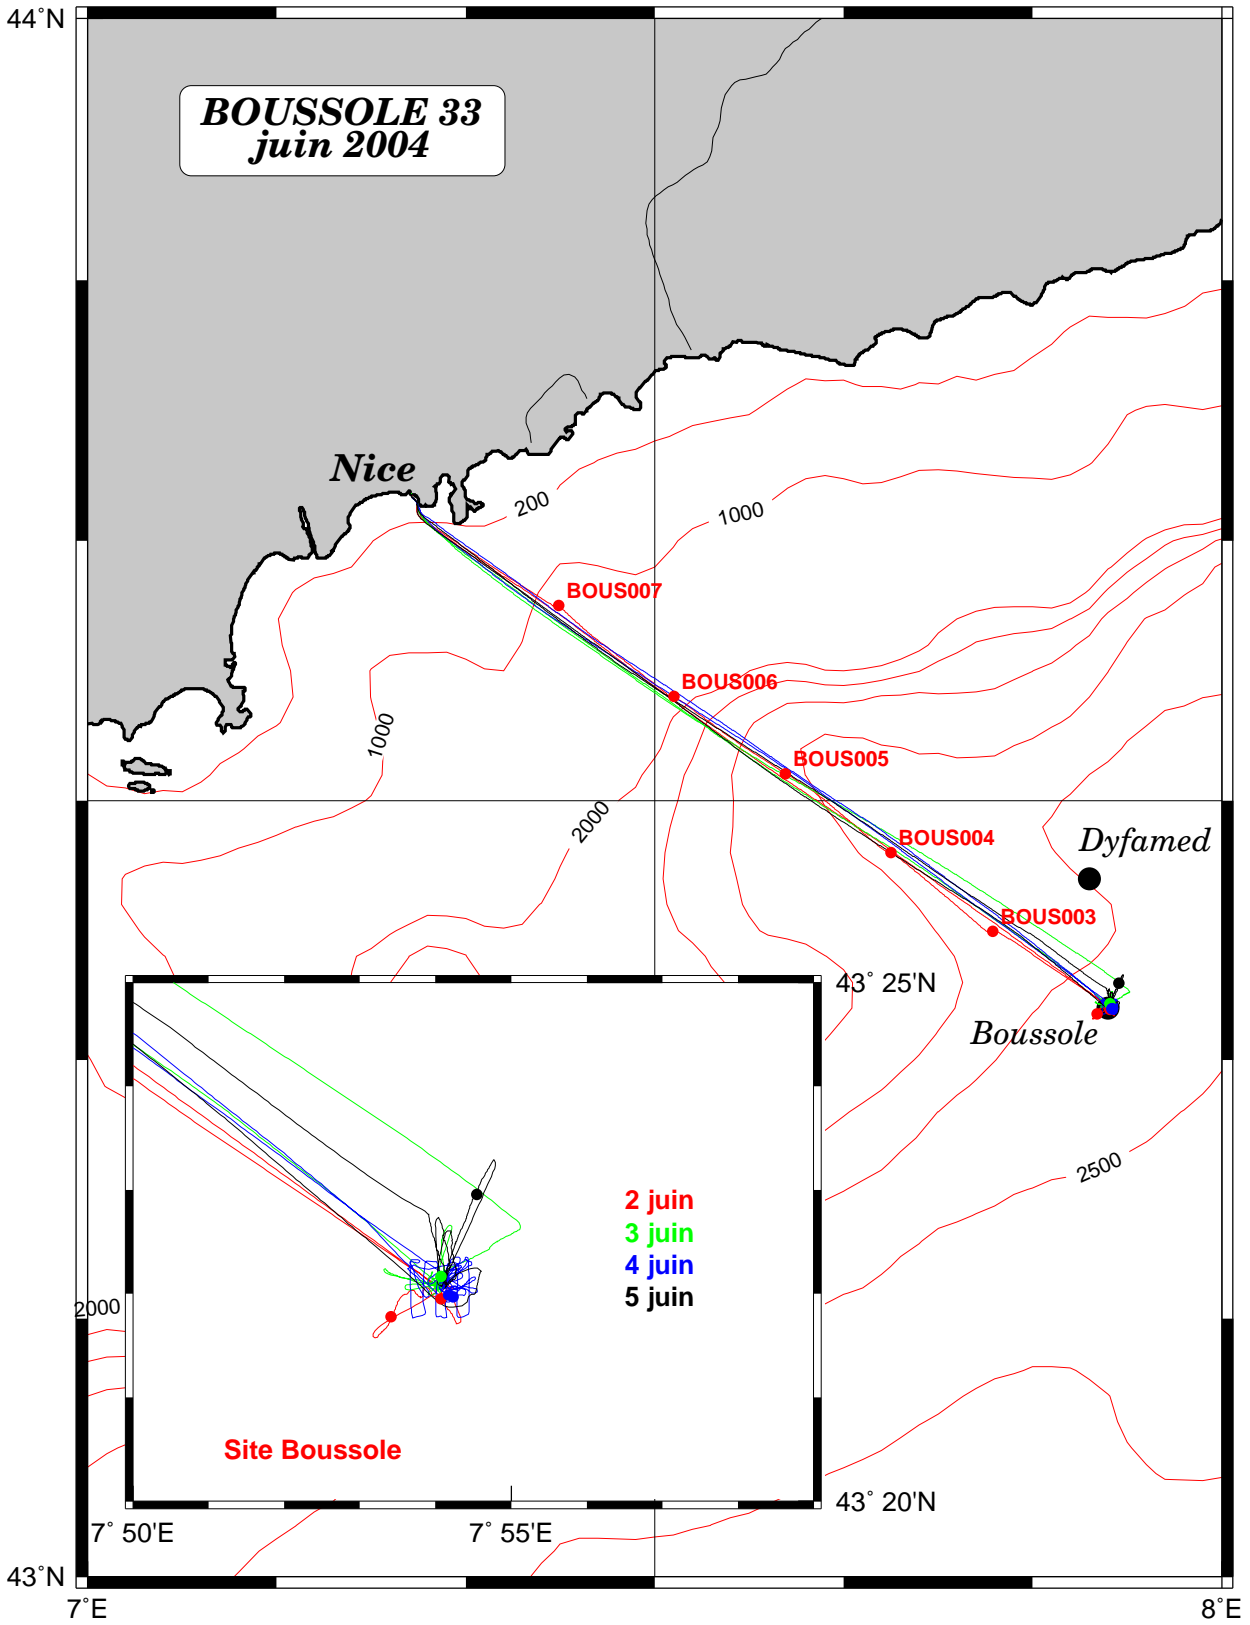 44°N
BOUSSOLE 33
juin 2004
Nice
200
1000
BOUS007
BOUS006
1000
BOUS005
2000
BOUS004
Dyfamed
BOUS003
43° 25'N
Boussole
2500
2 juin
3 juin
4 juin
5 juin
2000
Site Boussole
43° 20'N
7° 50'E
7° 55'E
43°N
7°E
8°E